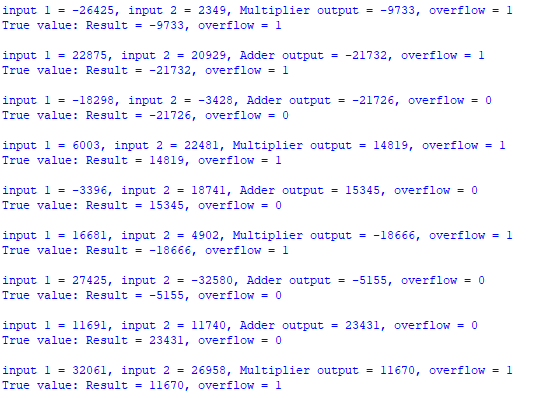 input 1 = -26425, input 2 = 2349, Multiplier output = -9733, overflow = 1
True value: Result = -9733, overflow = 1
input 1 = 22875, input 2 = 20929, Adder output = -21732, overflow = 1
True value: Result = -21732, overflow = 1
input 1 = -18298, input 2 = -3428, Adder output = -21726, overflow = 0
True value: Result = -21726, overflow = 0
input 1 = 6003, input 2 = 22481, Multiplier output = 14819, overflow = 1
True value: Result = 14819, overflow = 1
input 1 = -3396, input 2 = 18741, Adder output = 15345, overflow = 0
True value: Result = 15345, overflow = 0
input 1 = 16681, input 2 = 4902, Multiplier output = -18666, overflow = 1
True value: Result = -18666, overflow = 1
input 1 = 27425, input 2 = -32580, Adder output = -5155, overflow = 0
True value: Result = -5155, overflow = 0
input 1 = 11691, input 2 = 11740, Adder output = 23431, overflow = 0
True value: Result = 23431, overflow = 0
input 1 = 32061, input 2 = 26958, Multiplier output = 11670, overflow = 1
True value: Result = 11670, overflow = 1